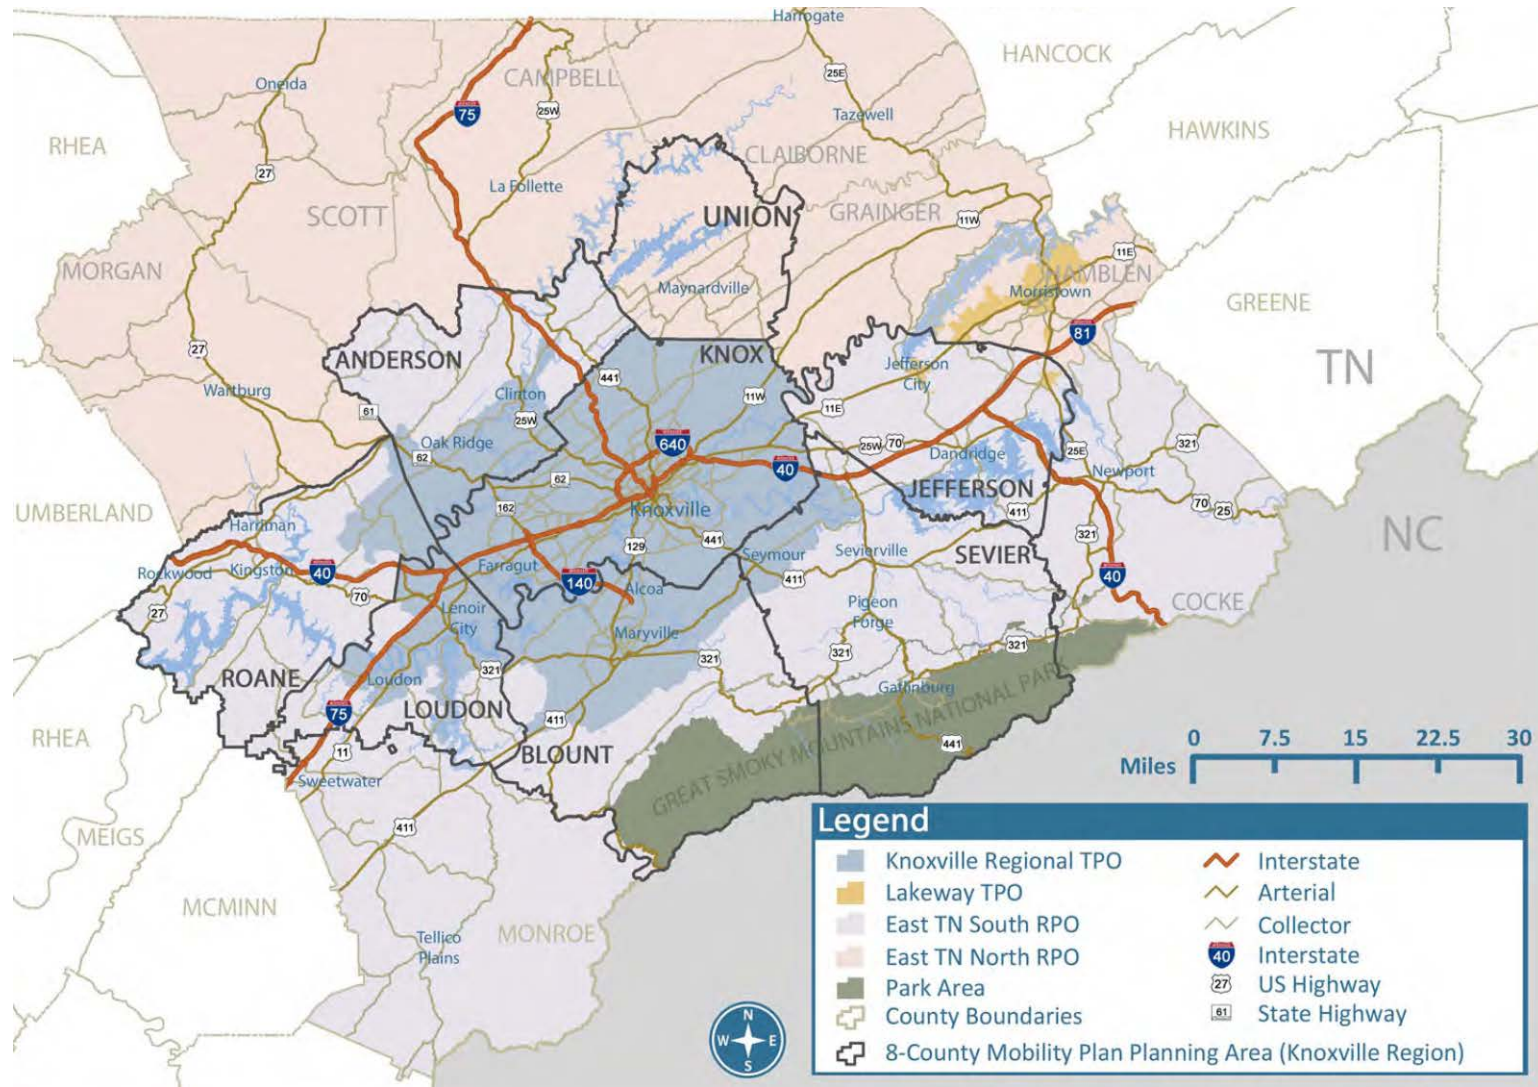 Harrogate
HANCOCK
25E
Oneida
CAMPBELL
75
25W
Tazewell
HAWKINS
RHEA
CLAIBORNE
27
La Follette
SCOTT
UNION
GRAINGER
11W
MORGAN
11E
HAMBLEN
Maynardville
Morristown
GREENE
81
27
ANDERSON
KNOX
Jefferson
City
TN
Wartburg
Clinton
441
11W
11E
61
25W
Oak Ridge
62
640
25W
70
Dandridge
25E
321
40
Newport
62
JEFFERSON
UMBERLAND
162
Knoxville
411
70
25
Harriman
129
441
321
NC
Seymour
Sevierville
SEVIER
Rockwood
Kingston
40
Farragut
140
Alcoa
411
40
70
27
Lenoir
City
Pigeon
Forge
COCKE
Maryville
321
321
321
321
ROANE
Loudon
Gatlinburg
GREAT SMOKY MOUNTAINS NATIONAL PARK
75
LOUDON
411
441
RHEA
11
BLOUNT
0
7.5
15
22.5
30
Miles
Sweetwater
MEIGS
411
MCMINN
MONROE
Tellico
Plains
N
W
E
S
Legend
Knoxville Regional TPO
Lakeway TPO
East TN South RPO
East TN North RPO
Park Area
County Boundaries
8-County Mobility Plan Planning Area (Knoxville Region)
Interstate
Arterial
Collector
40
Interstate
27
US Highway
61
State Highway